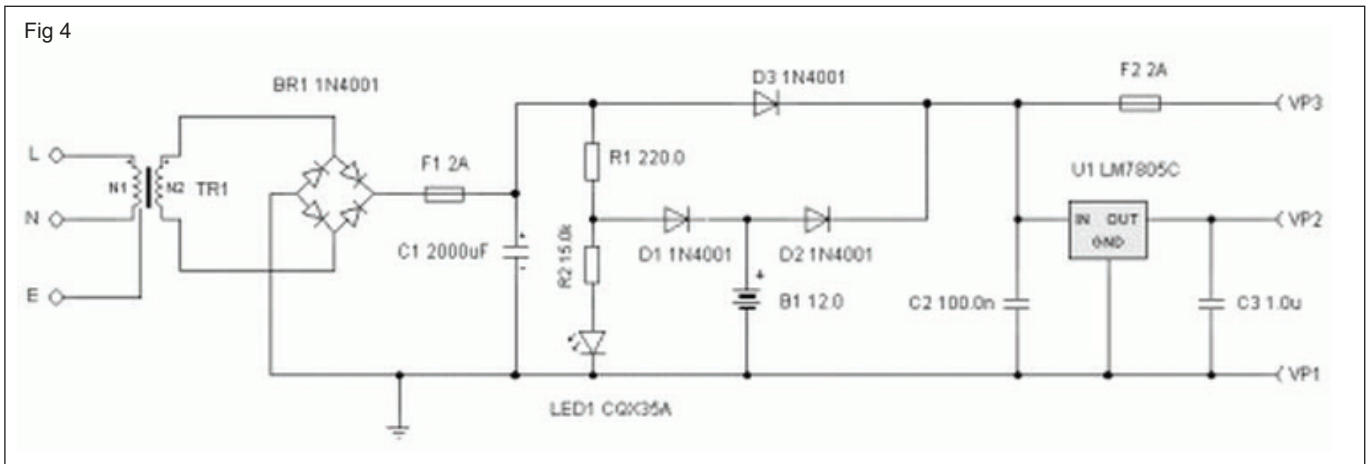 Fig 4
BR1 1N4001
D3 1N4001
F2 2A
VP3
L
N1
N2
TR1
F1 2A
R1 220.0
U1 LM7805C
N
IN OUT
GND
VP2
C1 2000uF
+
-
R2 15.0k
D1 1N4001
D2 1N4001
E
+
B1 12.0
C2 100.0n
C3 1.0u
VP1
LED1 CQX35A